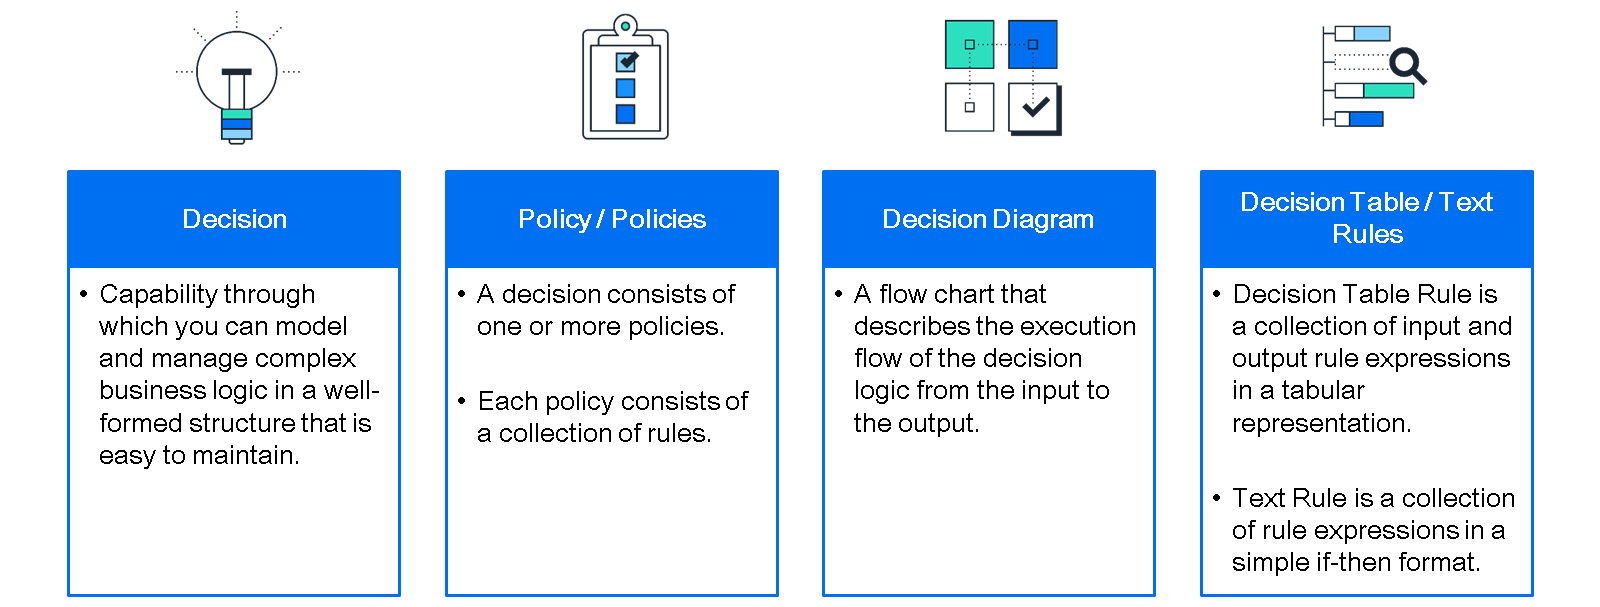 Decision
• Capability through
which you can model
and manage complex
business logic in a well-
formed structure that is
easy to maintain.
Policy / Policies
• A decision consists of
one or more policies.
• Each policy consists of
a collection of rules.
Decision Diagram
• A flow chart that
describes the execution
flow of the decision
logic from the input to
the output.
Decision Table / Text
Rules
• Decision Table Rule is
a collection of input and
output rule expressions
in a tabular
representation.
• Text Rule is a collection
of rule expressions in a
simple if-then format.